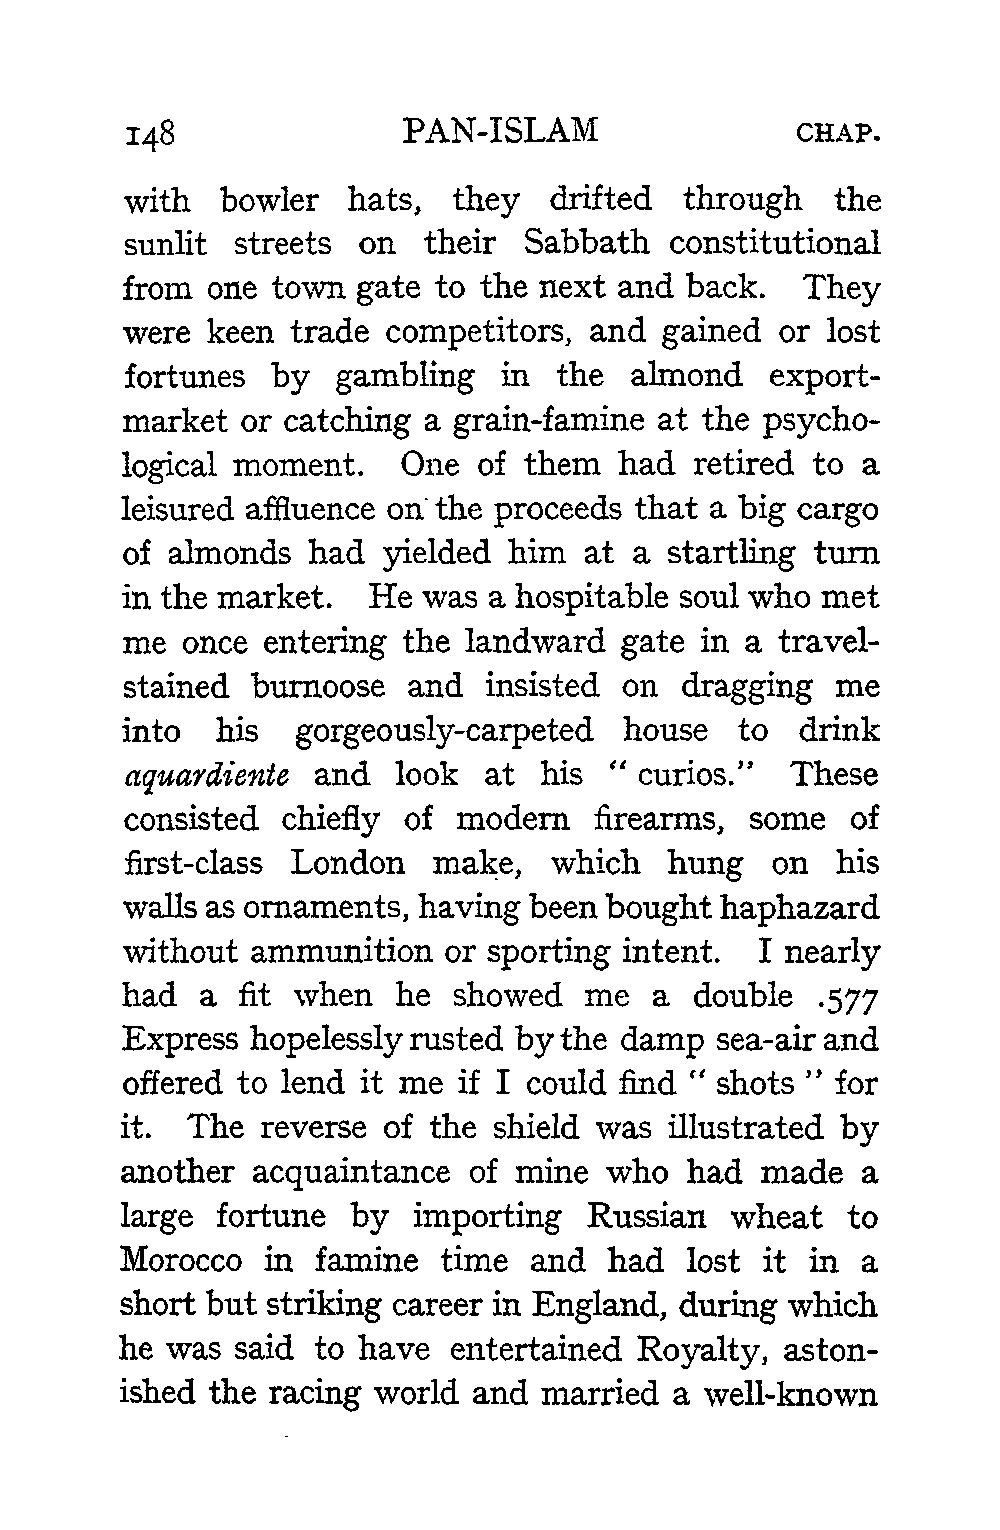 148 PAN-ISLAM CHAP.
with bowler hats, they drifted through the
sunlit streets on their Sabbath constitutional
from one town gate to the next and back. They
were keen trade competitors, and gained or lost
fortunes by gambling in the almond export-
market or catching a grain-famine at the psycho-
logical moment. One of them had retired to a
leisured affluence on the proceeds that a big cargo
of almonds had yielded him at a startling turn
in the market. He was a hospitable soul who met
me once entering the landward gate in a travel-
stained burnoose and insisted on dragging me
into his gorgeously-carpeted house to drink
aquardiente and look at his “ curios.” These
consisted chiefly of modern firearms, some of
first-class London make, which hung on his
walls as ornaments, having been bought haphazard
without ammunition or sporting intent. I nearly
had a fit when he showed me a double .577
Express hopelessly rusted by the damp sea-air and
offered to lend it me if I could find “ shots ” for
it. The reverse of the shield was illustrated by
another acquaintance of mine who had made a
large fortune by importing Russian wheat to
Morocco in famine time and had lost it in a
short but striking career in England, during which
he was said to have entertained Royalty, aston-
ished the racing world and married a well-known